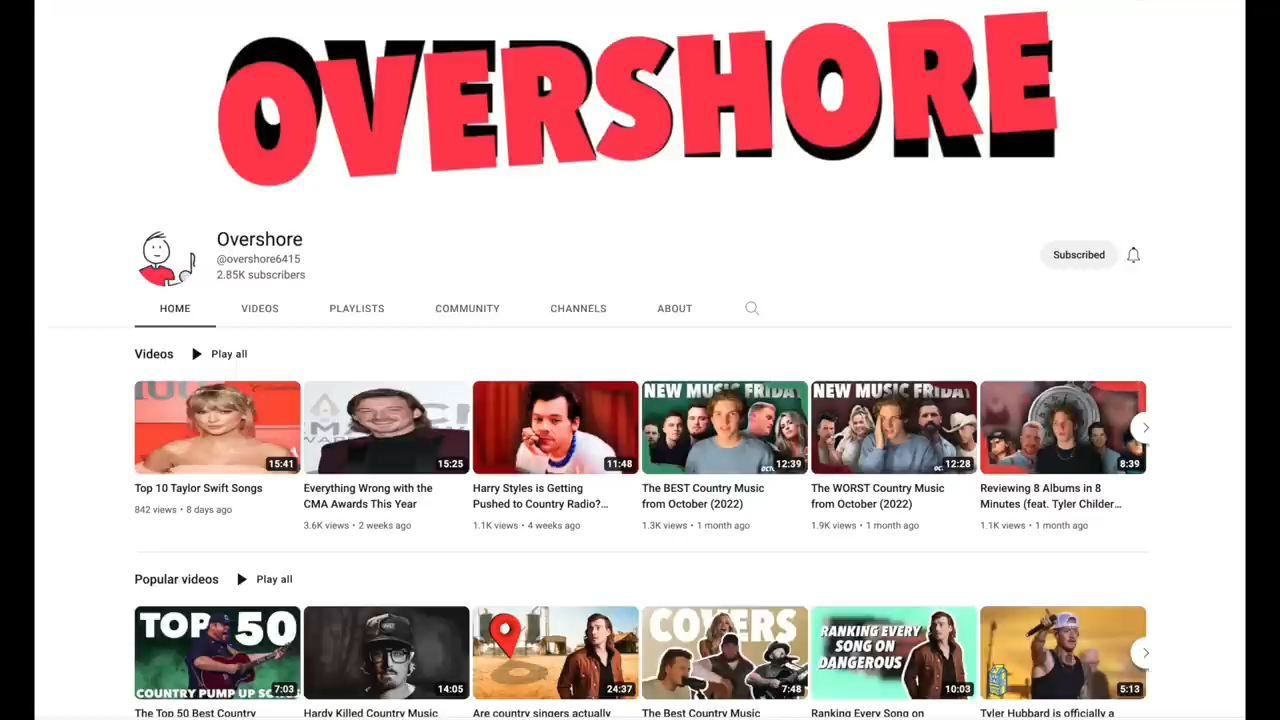 OVERSHORE
Overshore
@overshore6415
2.85K subscribers
Subscribed
HOME VIDEOS PLAYLISTS COMMUNITY CHANNELS ABOUT
Videos Play all
NEW MUSIC FRIDAY NEW MUSIC FRIDAY
15:41 15:25 11:48 12:39 12:28 8:39
Top 10 Taylor Swift Songs
842 views • 8 days ago
Everything Wrong with the
CMA Awards This Year
3.6K views • 2 weeks ago
Harry Styles is Getting
Pushed to Country Radio?...
1.1K views • 4 weeks ago
The BEST Country Music
from October (2022)
1.3K views • 1 month ago
The WORST Country Music
from October (2022)
1.9K views • 1 month ago
Reviewing 8 Albums in 8
Minutes (feat. Tyler Childer...
1.1K views • 1 month ago
Popular videos Play all
TOP 50
COUNTRY PUMP UP
7:03
14:05
24:37
COVERS
7:48
RANKING EVERY
SONG ON
DANGEROUS
10:03
5:13
The Top 50 Best Country
Hardy Killed Country Music
Are country singers actually
The Best Country Music
Ranking Every Song on
Tyler Hubbard is officially a